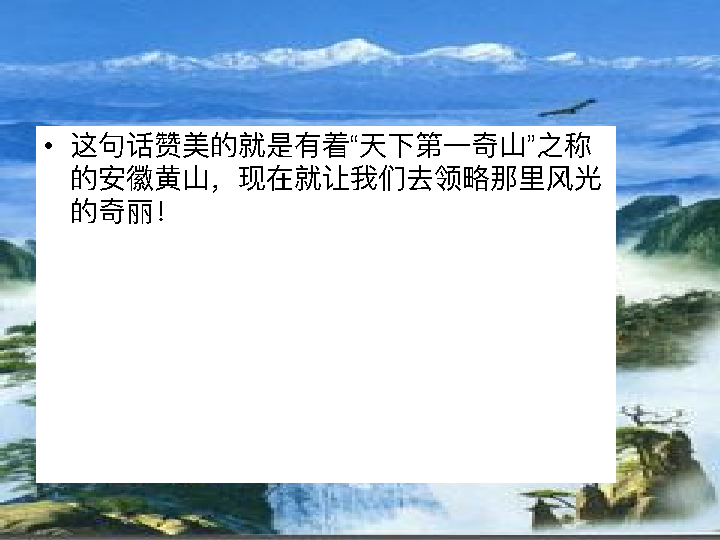 • 这句话赞美的就是有着“天下第一奇山”之称
的安徽黄山，现在就让我们去领略那里风光
的奇丽！